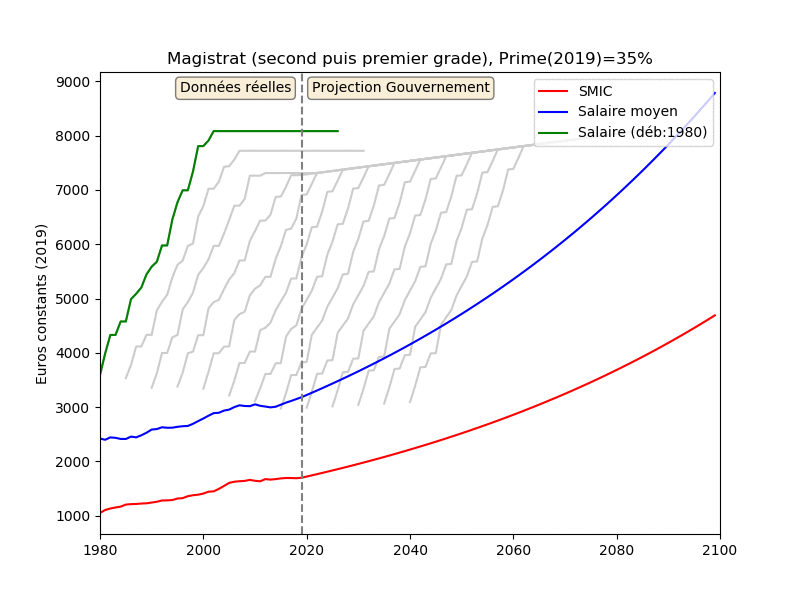 Magistrat (second puis premier grade), Prime(2019)=35%
Données réelles
Projection Gouvernement
SMIC
Salaire moyen
Salaire (déb:1980)
Euros constants (2019)
9000
8000
7000
6000
5000
4000
3000
2000
1000
1980 2000 2020 2040 2060 2080 2100